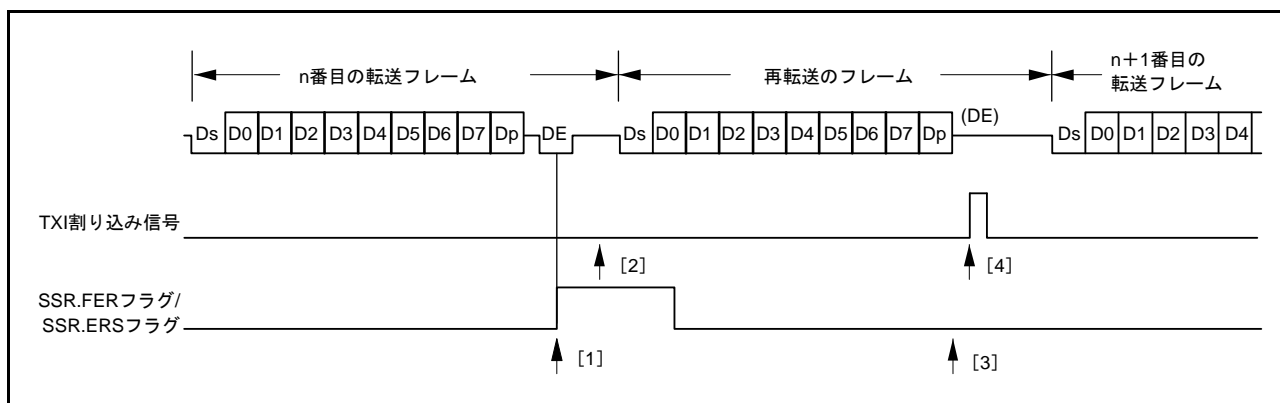 n番目の転送フレーム
再転送のフレーム
n＋1番目の
転送フレーム
Ds D0 D1 D2 D3 D4 D5 D6 D7 Dp DE Ds D0 D1 D2 D3 D4 D5 D6 D7 Dp (DE) Ds D0 D1 D2 D3 D4
TXI割り込み信号
[2] [4]
SSR.FERフラグ/
SSR.ERSフラグ
[1] [3]